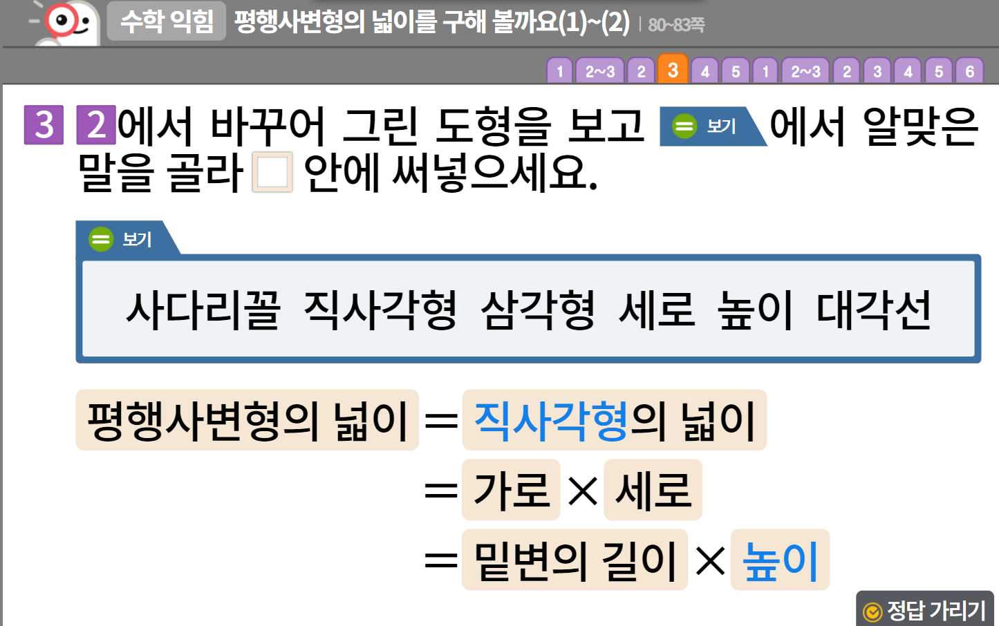 수학 익힘 평행사변형의 넓이를 구해 볼까요(1)~(2) | 80~83쪽
1 2~3 2 3 4 5 1 2~3 2 3 4 5 6
3 2에서 바꾸어 그린 도형을 보고 보기 에서 알맞은
말을 골라 □ 안에 써넣으세요.
보기
사다리꼴 직사각형 삼각형 세로 높이 대각선
평행사변형의 넓이 = 직사각형의 넓이
= 가로 × 세로
= 밑변의 길이 × 높이
정답 가리기